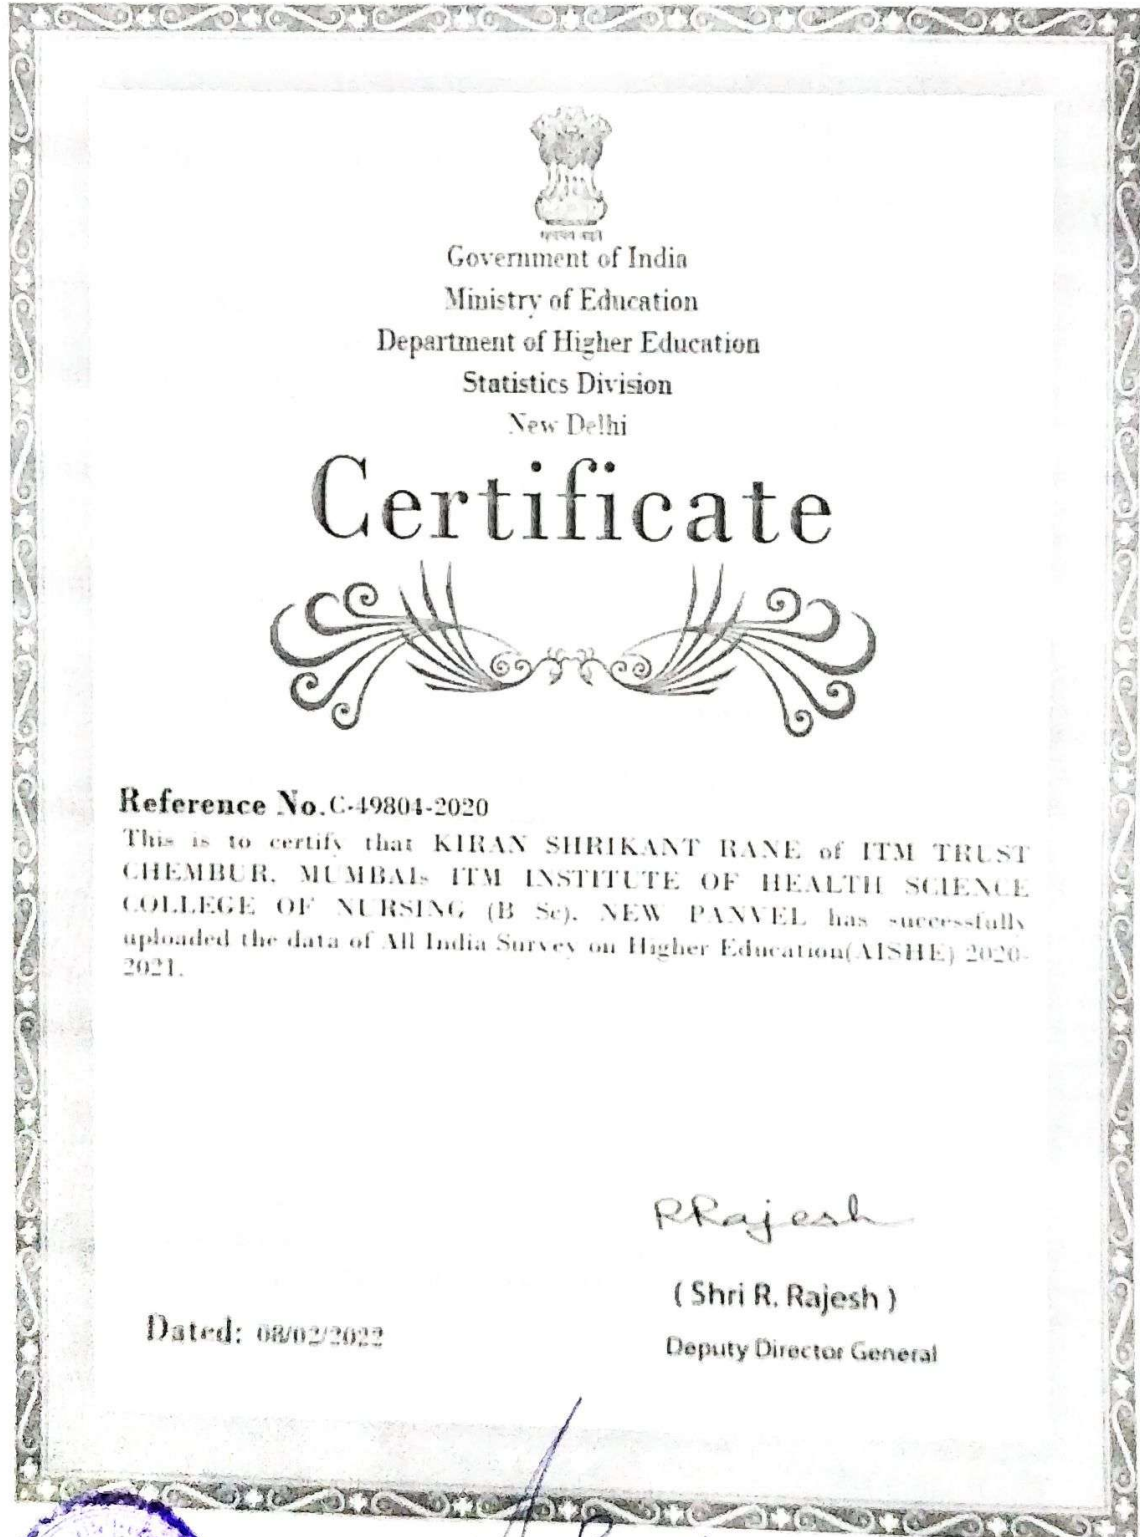 Government of India
Ministry of Education
Department of Higher Education
Statistics Division
New Delhi
Certificate
Reference No.C-49804-2020
This is to certify that KIRAN SHRIKANT RANE of ITM TRUST
CHEMBUR, MUMBAIs ITM INSTITUTE OF HEALTH SCIENCE
COLLEGE OF NURSING (B Sc), NEW PANVEL has successfully
uploaded the data of All India Survey on Higher Education(AISHE) 2020-
2021.
RRajesh
( Shri R. Rajesh )
Dated: 08/02/2022
Deputy Director General